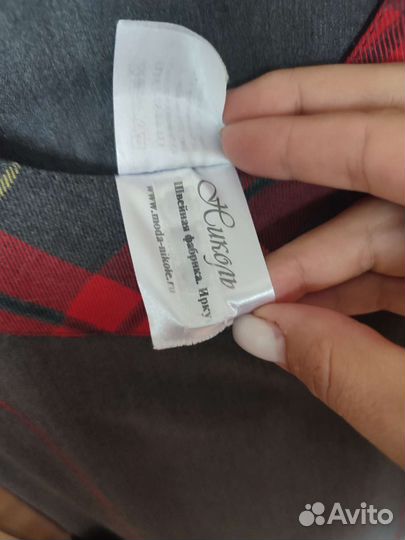 Николь
Швейная фабрика. Ирку
www.moda-nikole.ru
Avito